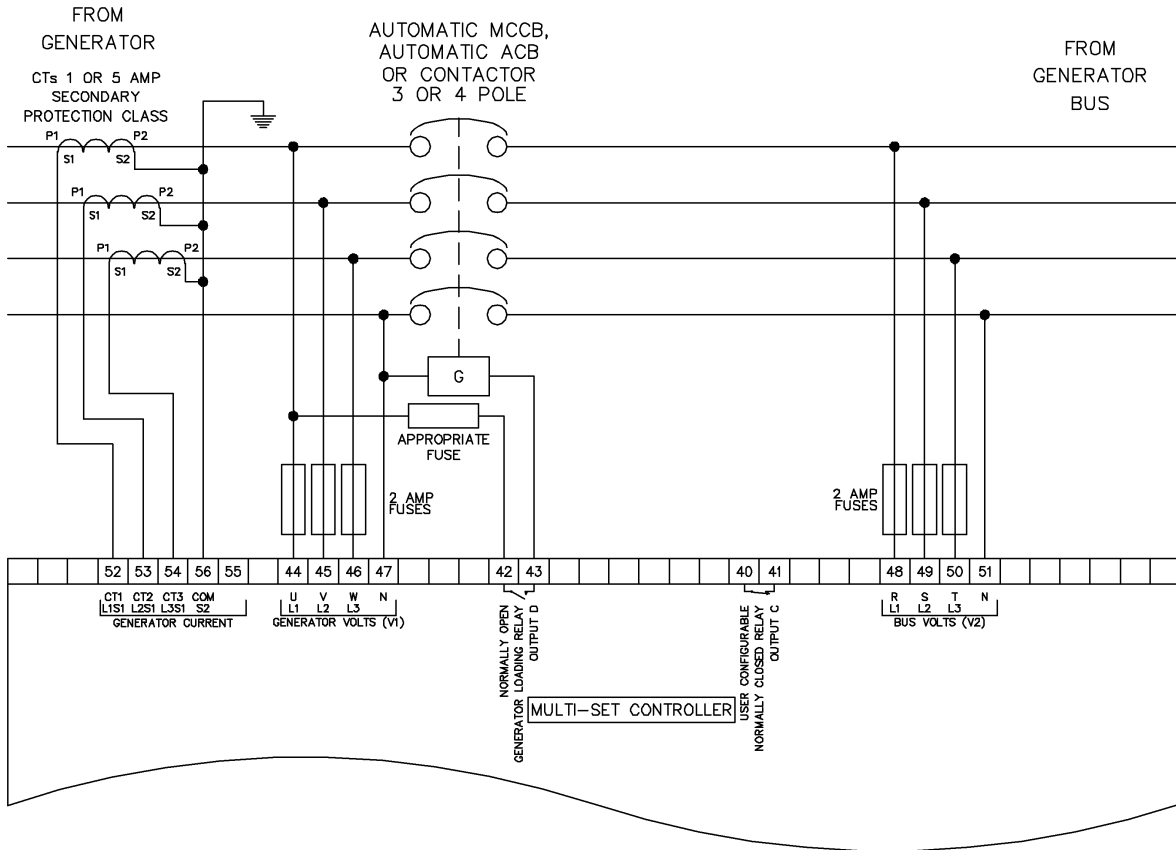 FROM
GENERATOR
CTs 1 OR 5 AMP
SECONDARY
PROTECTION CLASS
AUTOMATIC MCCB,
AUTOMATIC ACB
OR CONTACTOR
3 OR 4 POLE
FROM
GENERATOR
BUS
P1 P2
S1 S2
P1 P2
S1 S2
P1 P2
S1 S2
G
APPROPRIATE
FUSE
2 AMP
FUSES
2 AMP
FUSES
52 53 54 56 55 44 45 46 47 42 43 40 41 48 49 50 51
CT1 CT2 CT3 COM
L1S1 L2S1 L3S1 S2
GENERATOR CURRENT
U V W N
L1 L2 L3
GENERATOR VOLTS (V1)
NORMALLY OPEN
GENERATOR LOADING RELAY
OUTPUT D
MULTI-SET CONTROLLER
USER CONFIGURABLE
NORMALLY CLOSED RELAY
OUTPUT C
R S T N
L1 L2 L3
BUS VOLTS (V2)